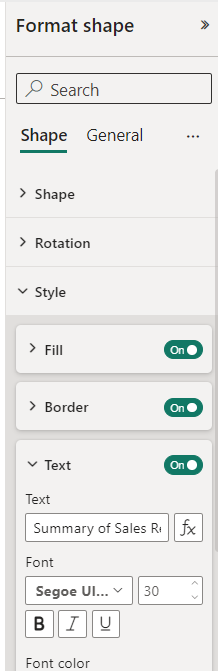 Format shape
Search
Shape General ...
Shape
Rotation
Style
Fill On
Border On
Text On
Text
Summary of Sales Re fx
Font
Segoe UI... 30
B I U
Font color